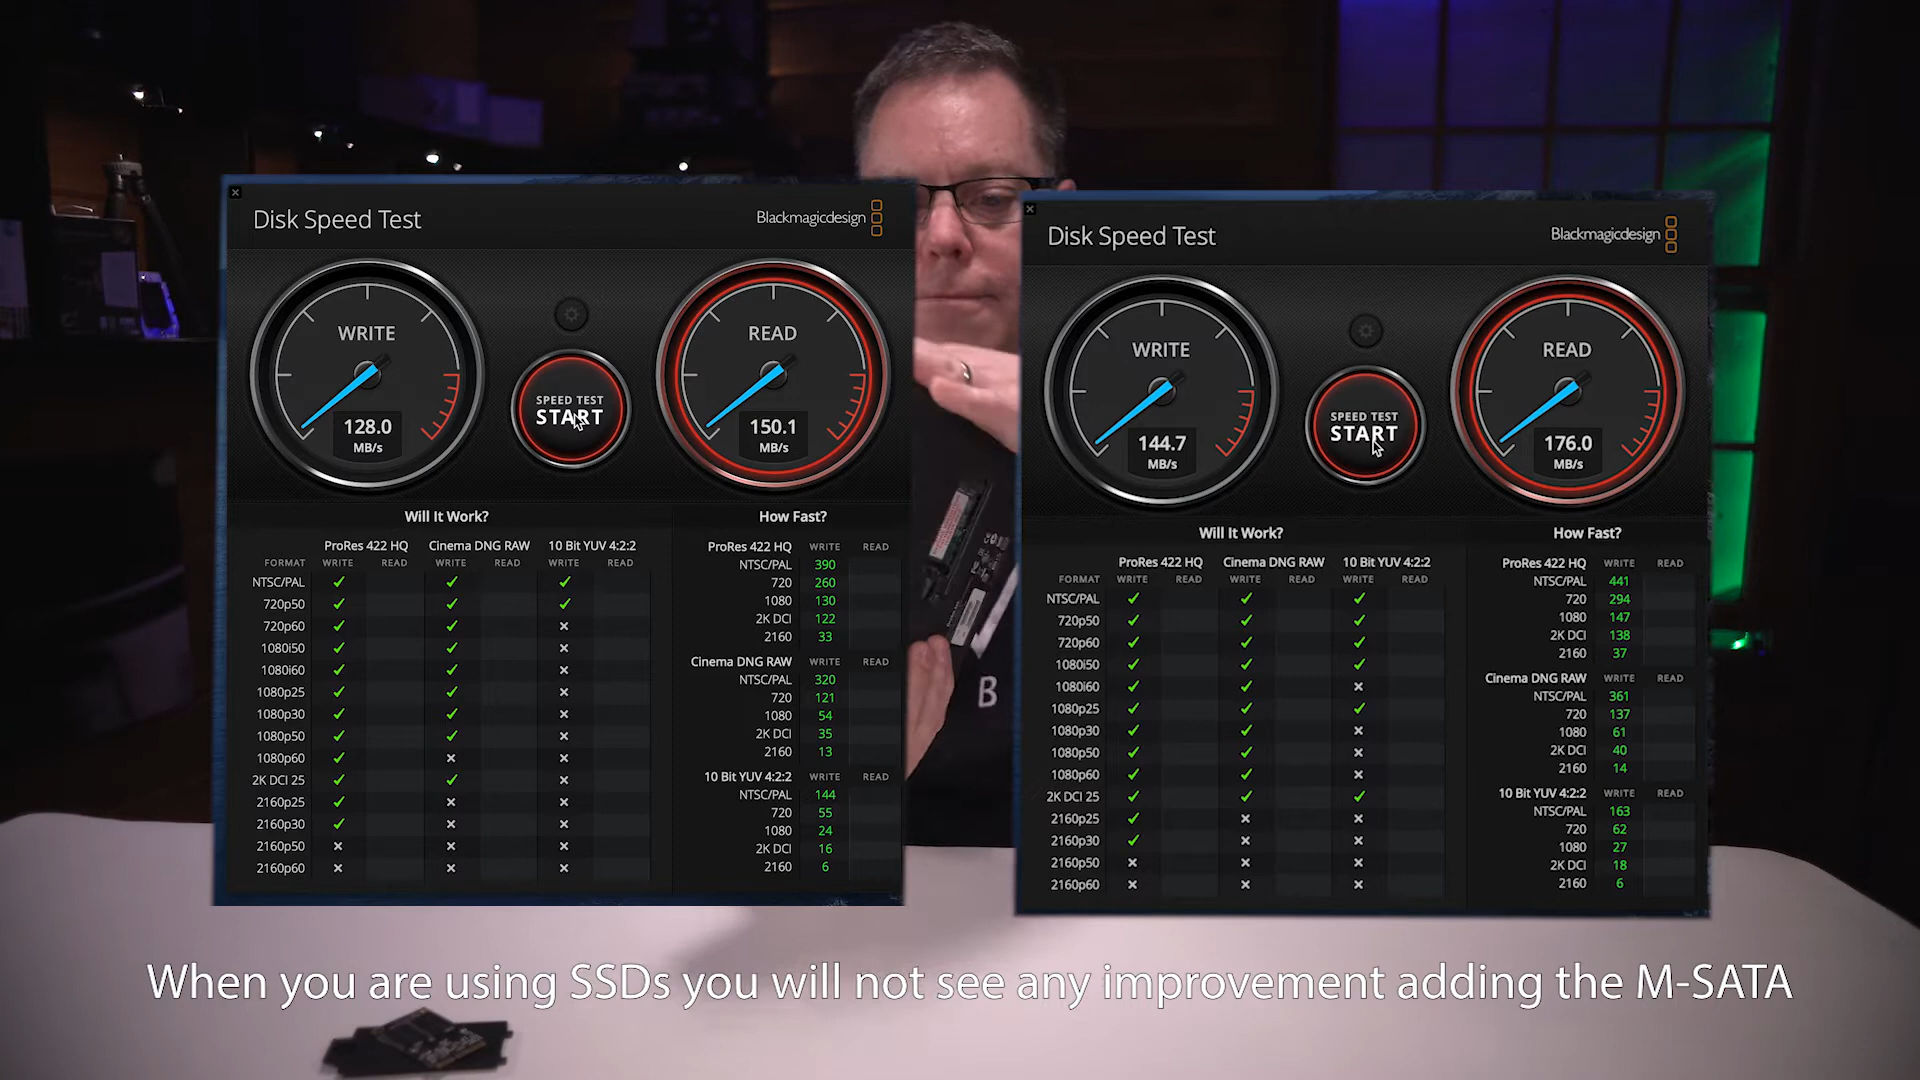 Disk Speed Test
Blackmagicdesign
WRITE
128.0
MB/s
SPEED TEST
START
READ
150.1
MB/s
Will It Work?
ProRes 422 HQ Cinema DNG RAW 10 Bit YUV 4:2:2
FORMAT WRITE READ WRITE READ WRITE READ
NTSC/PAL ✓ ✓ ✓
720p50 ✓ ✓ ✓
720p60 ✓ ✓ ×
1080i50 ✓ ✓ ×
1080i60 ✓ ✓ ×
1080p25 ✓ ✓ ×
1080p30 ✓ ✓ ×
1080p50 ✓ ✓ ×
1080p60 ✓ × ×
2K DCI 25 ✓ ✓ ×
2160p25 ✓ × ×
2160p30 ✓ × ×
2160p50 × × ×
2160p60 × × ×
How Fast?
ProRes 422 HQ WRITE READ
NTSC/PAL 390
720 260
1080 130
2K DCI 122
2160 33
Cinema DNG RAW WRITE READ
NTSC/PAL 320
720 121
1080 54
2K DCI 35
2160 13
10 Bit YUV 4:2:2 WRITE READ
NTSC/PAL 144
720 55
1080 24
2K DCI 16
2160 6
B
Disk Speed Test
Blackmagicdesign
WRITE
144.7
MB/s
SPEED TEST
START
READ
176.0
MB/s
Will It Work?
ProRes 422 HQ Cinema DNG RAW 10 Bit YUV 4:2:2
FORMAT WRITE READ WRITE READ WRITE READ
NTSC/PAL ✓ ✓ ✓
720p50 ✓ ✓ ✓
720p60 ✓ ✓ ✓
1080i50 ✓ ✓ ✓
1080i60 ✓ ✓ ×
1080p25 ✓ ✓ ✓
1080p30 ✓ ✓ ×
1080p50 ✓ ✓ ×
1080p60 ✓ ✓ ×
2K DCI 25 ✓ ✓ ✓
2160p25 ✓ × ×
2160p30 ✓ × ×
2160p50 × × ×
2160p60 × × ×
How Fast?
ProRes 422 HQ WRITE READ
NTSC/PAL 441
720 294
1080 147
2K DCI 138
2160 37
Cinema DNG RAW WRITE READ
NTSC/PAL 361
720 137
1080 61
2K DCI 40
2160 14
10 Bit YUV 4:2:2 WRITE READ
NTSC/PAL 163
720 62
1080 27
2K DCI 18
2160 6
When you are using SSDs you will not see any improvement adding the M-SATA